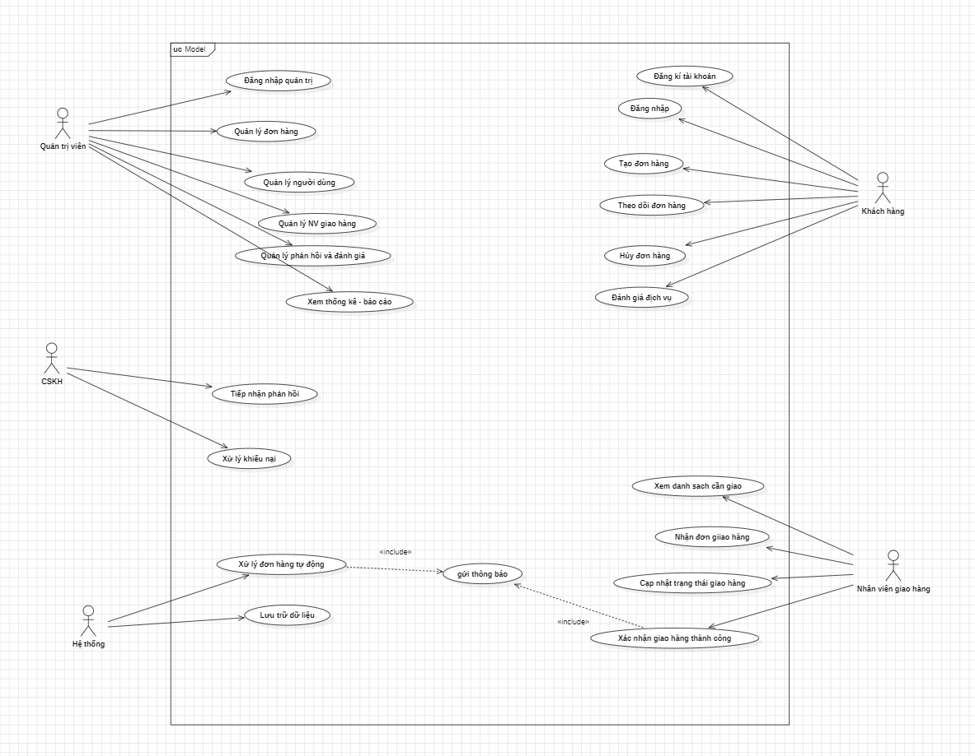 uc Model
Đăng nhập quản trị
Quản lý đơn hàng
Quản trị viên
Quản lý người dùng
Quản lý NV giao hàng
Quản lý phản hồi và đánh giá
Xem thống kê - báo cáo
Đăng kí tài khoản
Đăng nhập
Tạo đơn hàng
Theo dõi đơn hàng
Khách hàng
Hủy đơn hàng
Đánh giá địch vụ
CSKH
Tiếp nhận phản hồi
Xử lý khiếu nại
Xem danh sach cần giao
Nhận đơn giiao hàng
Cạp nhật trạng thái giao hàng
Nhân viên giao hàng
Xác nhận giao hàng thành công
Xử lý đơn hàng tự động
«include»
gửi thông báo
«include»
Lưu trữ dữ liệu
Hệ thống